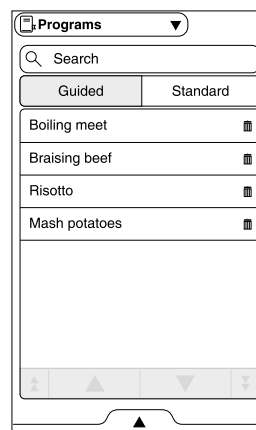 Programs
Search
Guided Standard
Boiling meet
Braising beef
Risotto
Mash potatoes